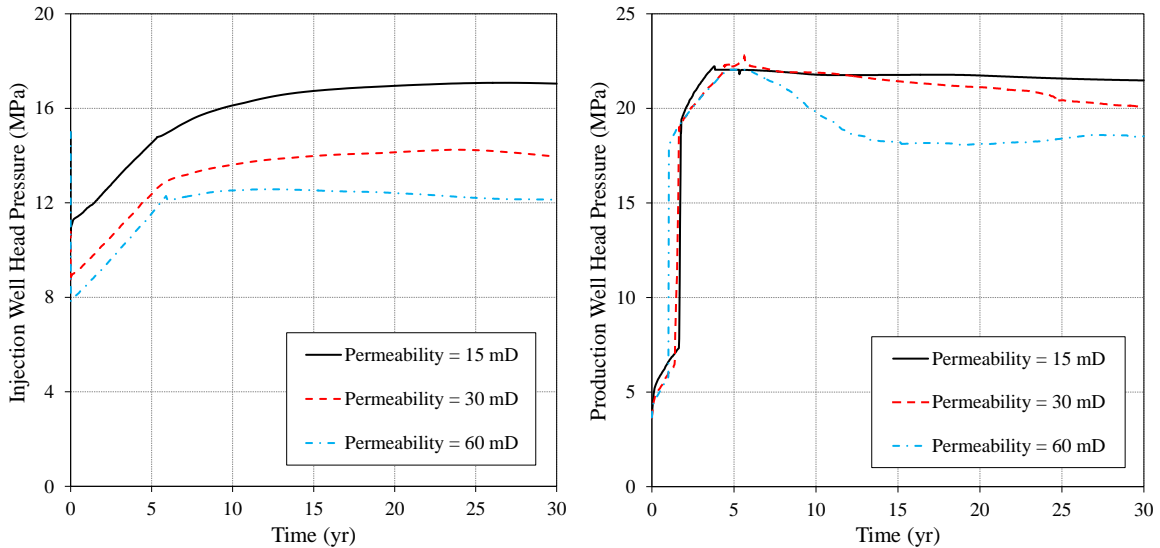 Injection Well Head Pressure (MPa)
20
16
12
8
4
0
0 5 10 15 20 25 30
Time (yr)
Permeability = 15 mD
Permeability = 30 mD
Permeability = 60 mD
Production Well Head Pressure (MPa)
25
20
15
10
5
0
0 5 10 15 20 25 30
Time (yr)
Permeability = 15 mD
Permeability = 30 mD
Permeability = 60 mD